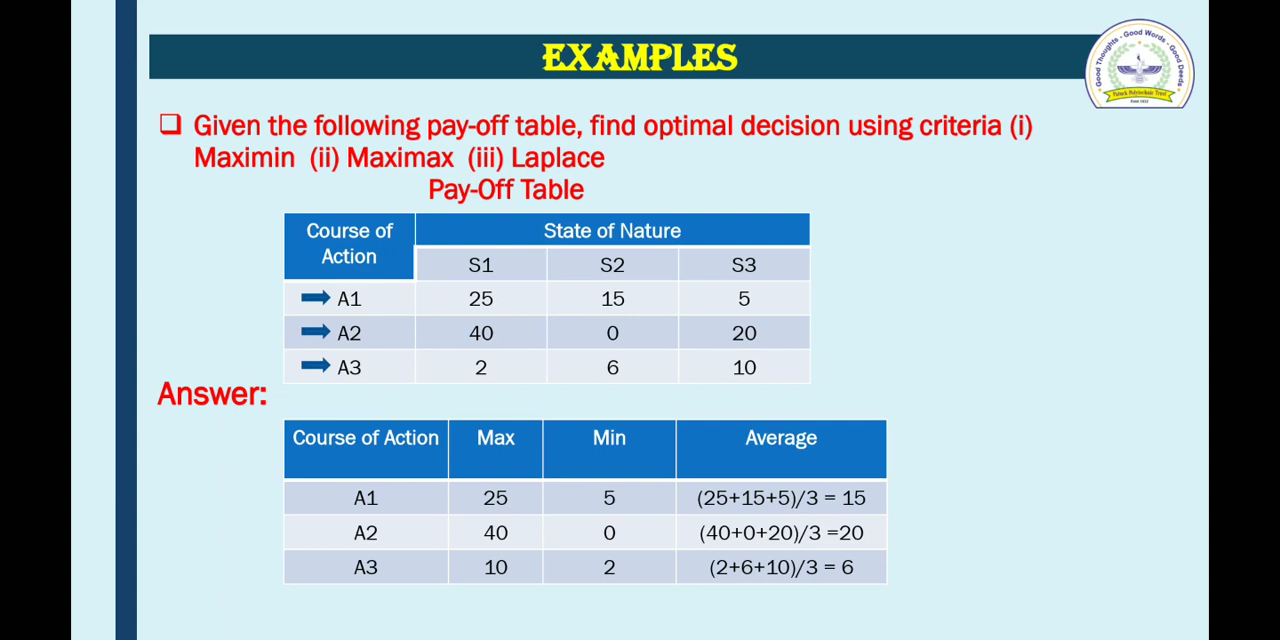 EXAMPLES
Good Thoughts - Good Words - Good Deeds
Patuck Polytechnic Trust
Given the following pay-off table, find optimal decision using criteria (i)
Maximin (ii) Maximax (iii) Laplace
Pay-Off Table
Course of Action State of Nature
S1 S2 S3
A1 25 15 5
A2 40 0 20
A3 2 6 10
Answer:
Course of Action Max Min Average
A1 25 5 (25+15+5)/3 = 15
A2 40 0 (40+0+20)/3 =20
A3 10 2 (2+6+10)/3 = 6